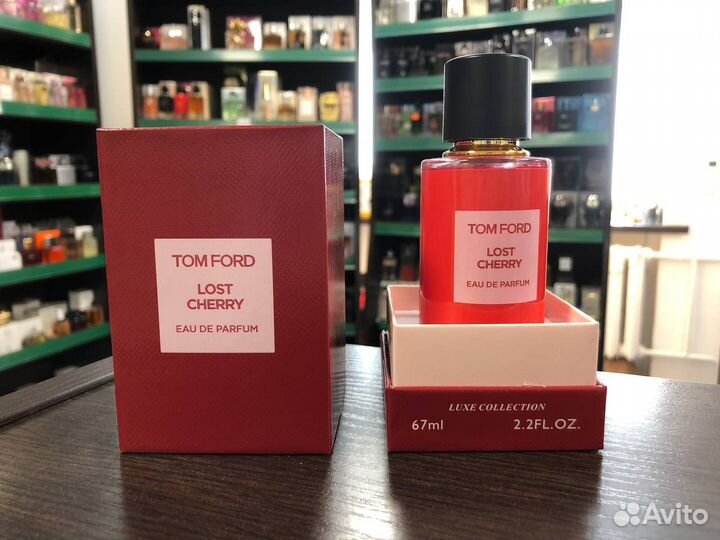 TOM FORD
LOST
CHERRY
EAU DE PARFUM
TOM FORD
LOST
CHERRY
EAU DE PARFUM
LUXE COLLECTION
67ml 2.2FL.OZ.
Avito